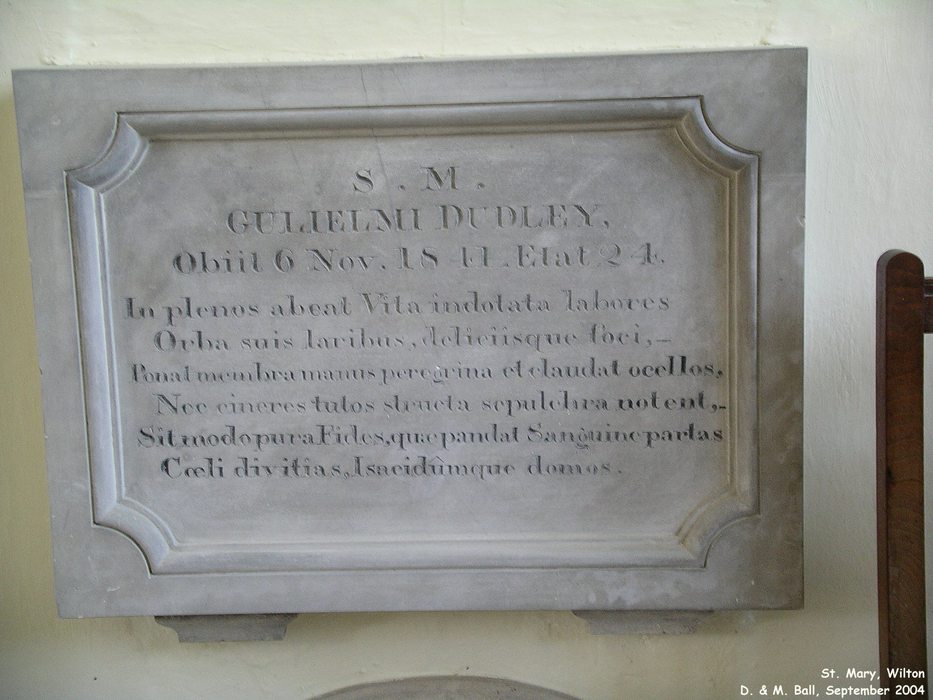 S. M.
GULIELMI DUDLEY,
Obiit 6 Nov. 1841. Etat 24.
In plenos abeat Vita indotata labores
Orba suis laribus, deliciisque foci,-
Ponat membra manus peregrina et claudat ocellos,
Nec cineres tutos structa sepulchra notent,-
Sit modo pura Fides, quæ pandat Sanguine partas
Cœli divitias, Isacidûmque domos.
St. Mary, Wilton
D. & M. Ball, September 2004